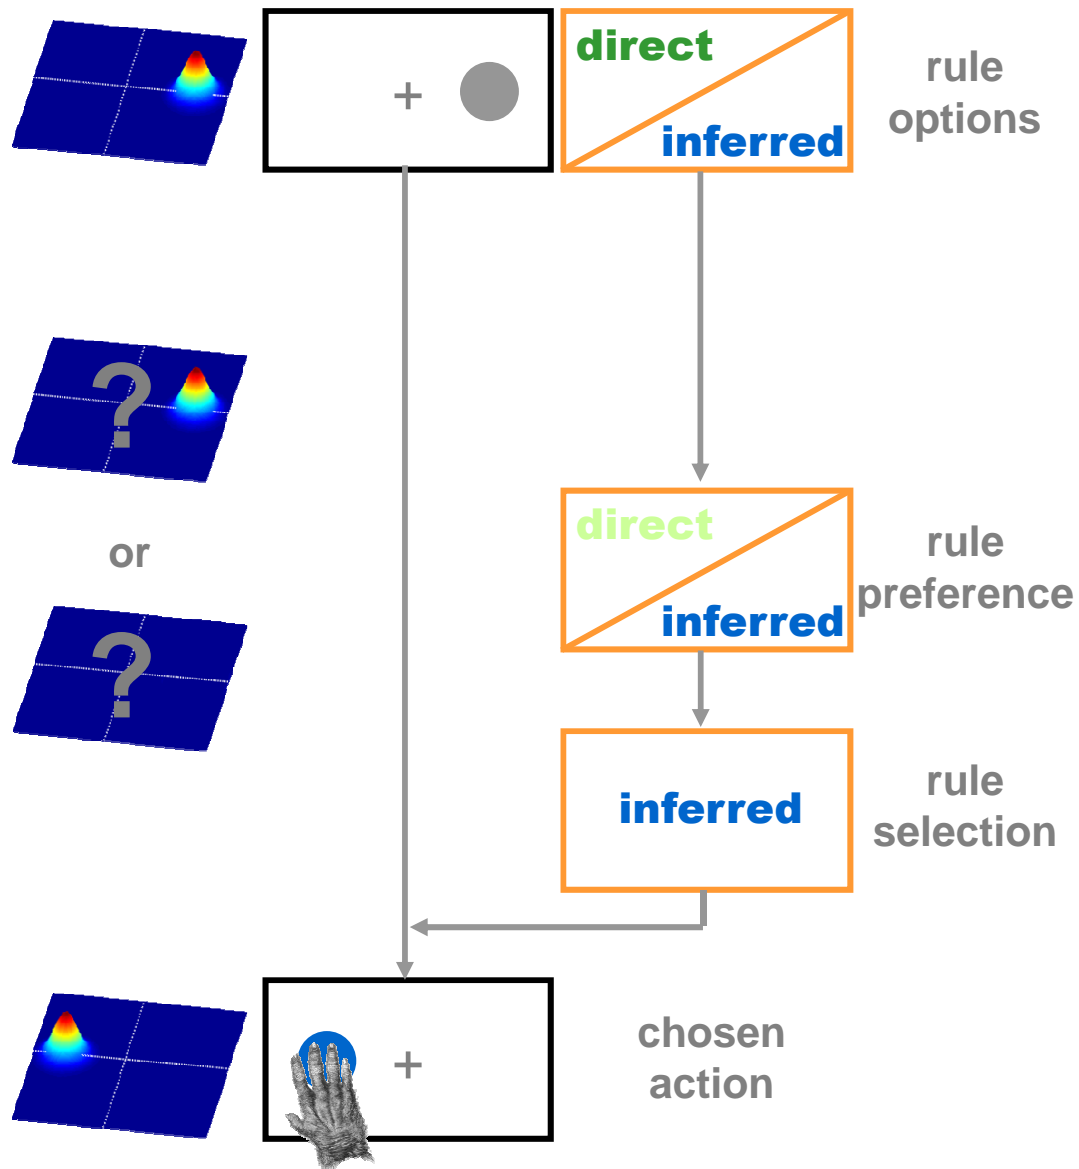 +
direct
inferred
rule
options
?
or
?
direct
inferred
rule
preference
inferred
rule
selection
+
chosen
action